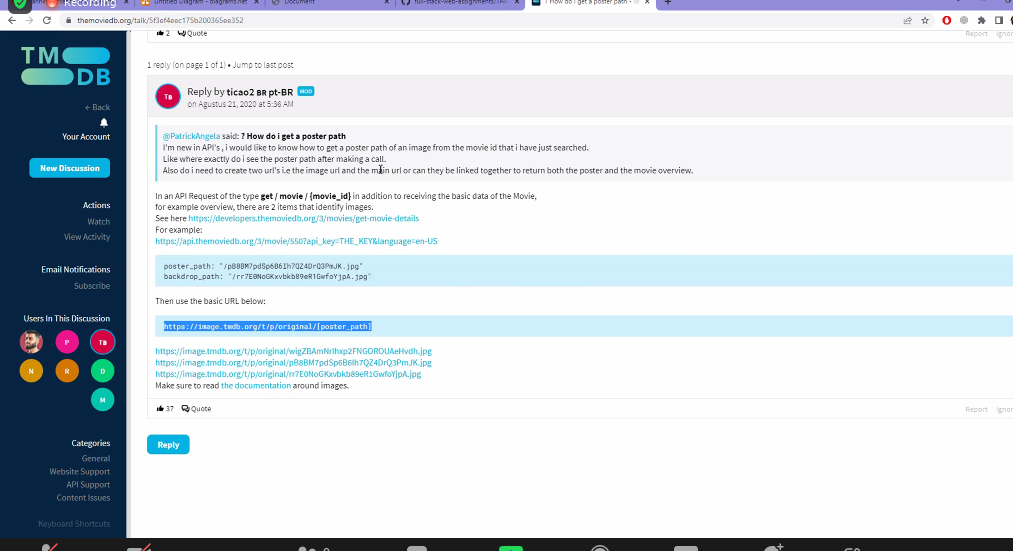 Recording
Untitled Diagram - diagrams.net
Document
full-stack-web-assignments/TPA
? How do i get a poster path -
themoviedb.org/talk/5f3ef4eec175b200365ee352
TM
DB
← Back
Your Account
New Discussion
Actions
Watch
View Activity
Email Notifications
Subscribe
Users In This Discussion
P
TB
N
R
D
M
Categories
General
Website Support
API Support
Content Issues
Keyboard Shortcuts
2 Quote
Report
1 reply (on page 1 of 1) • Jump to last post
TB
Reply by ticao2 BR pt-BR MOD
on Agustus 21, 2020 at 5:36 AM
@PatrickAngela said: ? How do i get a poster path
I'm new in API's , i would like to know how to get a poster path of an image from the movie id that i have just searched.
Like where exactly do i see the poster path after making a call.
Also do i need to create two url's i.e the image url and the main url or can they be linked together to return both the poster and the movie overview.
In an API Request of the type get / movie / {movie_id} in addition to receiving the basic data of the Movie,
for example overview, there are 2 items that identify images.
See here https://developers.themoviedb.org/3/movies/get-movie-details
For example:
https://api.themoviedb.org/3/movie/550?api_key=THE_KEY&language=en-US
poster_path: "/pB8BM7pdSp6B6Ih7QZ4DrQ3PmJK.jpg"
backdrop_path: "/rr7E0NoGKxvbkb89eR1GwfoYjpA.jpg"
Then use the basic URL below:
https://image.tmdb.org/t/p/original/[poster_path]
https://image.tmdb.org/t/p/original/wigZBAmNrIhxp2FNGOROUAeHvdh.jpg
https://image.tmdb.org/t/p/original/pB8BM7pdSp6B6Ih7QZ4DrQ3PmJK.jpg
https://image.tmdb.org/t/p/original/rr7E0NoGKxvbkb89eR1GwfoYjpA.jpg
Make sure to read the documentation around images.
37 Quote
Report
Reply